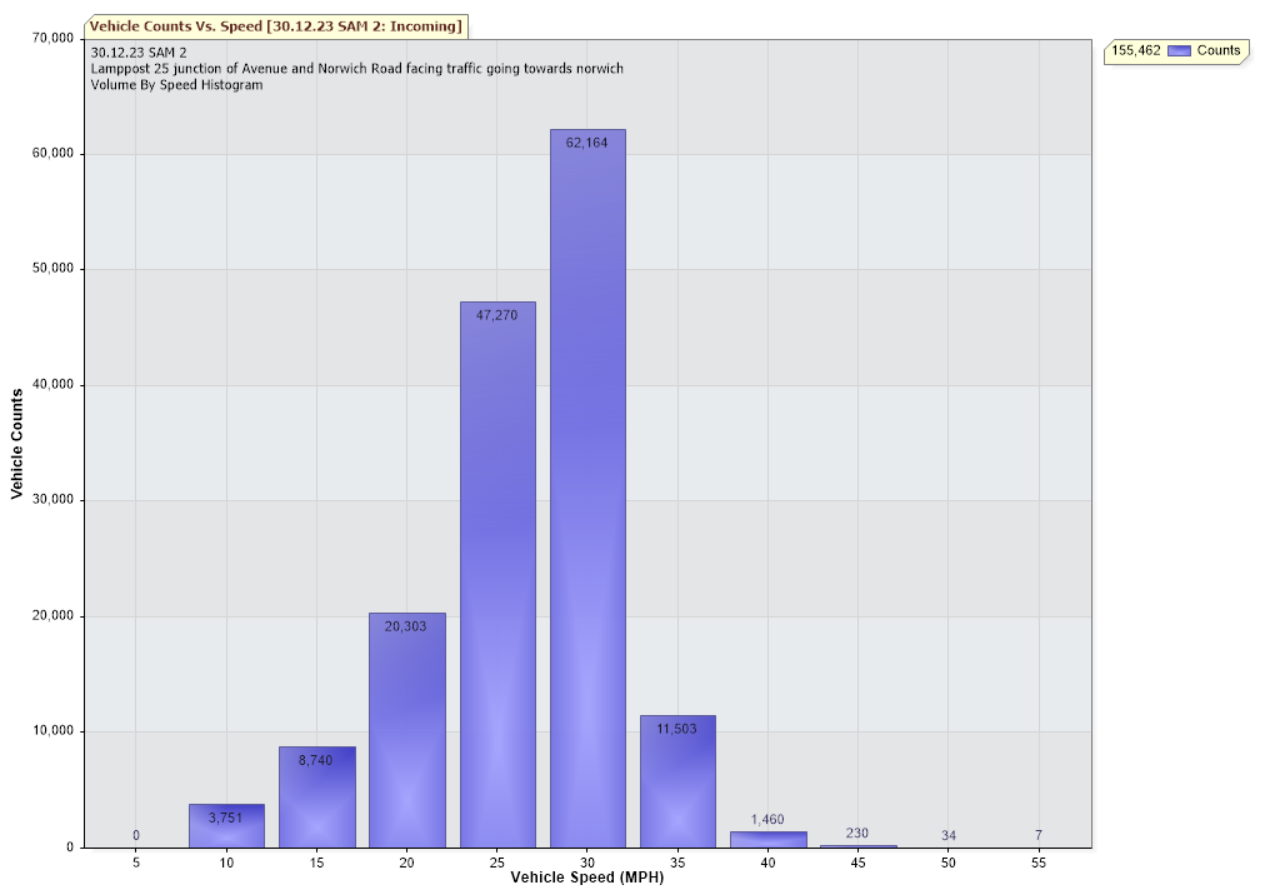 Vehicle Counts Vs. Speed [30.12.23 SAM 2: Incoming]
30.12.23 SAM 2
Lamppost 25 junction of Avenue and Norwich Road facing traffic going towards norwich
Volume By Speed Histogram
155,462 Counts
Vehicle Counts
70,000
60,000
50,000
40,000
30,000
20,000
10,000
0
0
3,751
8,740
20,303
47,270
62,164
11,503
1,460
230
34
7
5 10 15 20 25 30 35 40 45 50 55
Vehicle Speed (MPH)